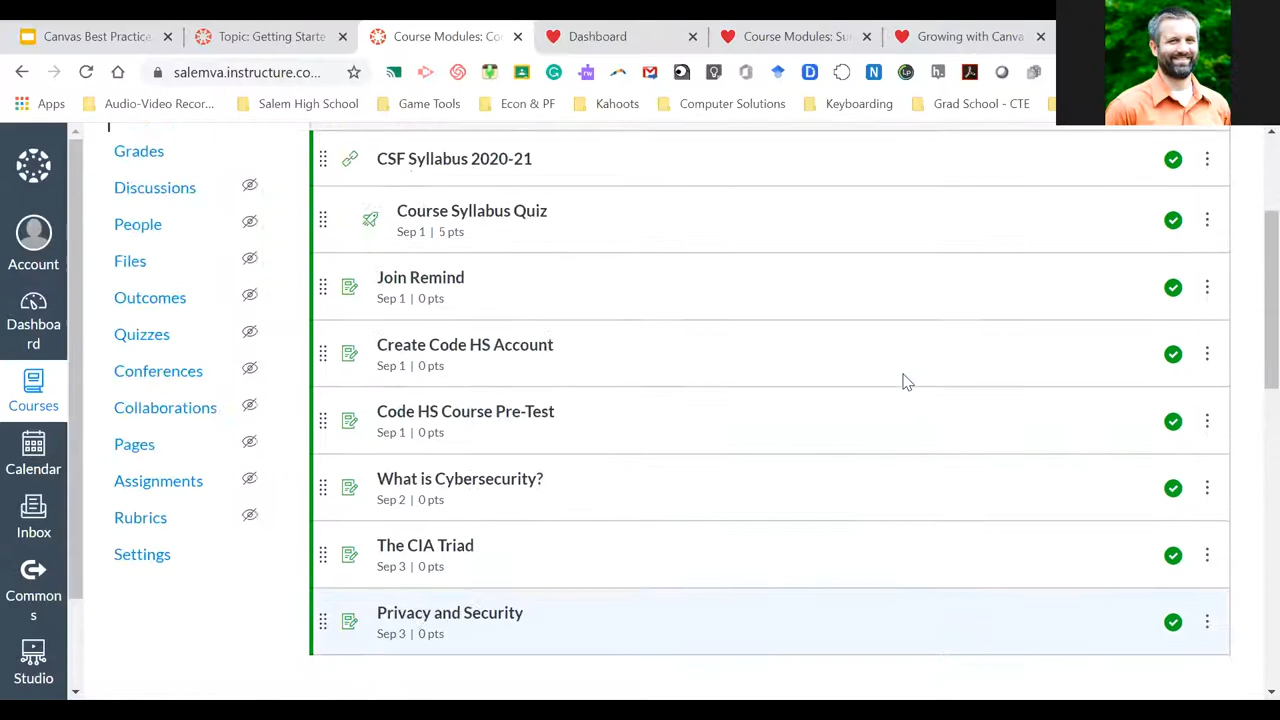 Canvas Best Practice
Topic: Getting Starte
Course Modules: Co
Dashboard
Course Modules: Su
Growing with Canva
salemva.instructure.co...
Apps
Audio-Video Recor...
Salem High School
Game Tools
Econ & PF
Kahoots
Computer Solutions
Keyboarding
Grad School - CTE
Account
Dashboa
rd
Courses
Calendar
Inbox
Common
s
Studio
Grades
Discussions
People
Files
Outcomes
Quizzes
Conferences
Collaborations
Pages
Assignments
Rubrics
Settings
CSF Syllabus 2020-21
Course Syllabus Quiz
Sep 1 | 5 pts
Join Remind
Sep 1 | 0 pts
Create Code HS Account
Sep 1 | 0 pts
Code HS Course Pre-Test
Sep 1 | 0 pts
What is Cybersecurity?
Sep 2 | 0 pts
The CIA Triad
Sep 3 | 0 pts
Privacy and Security
Sep 3 | 0 pts